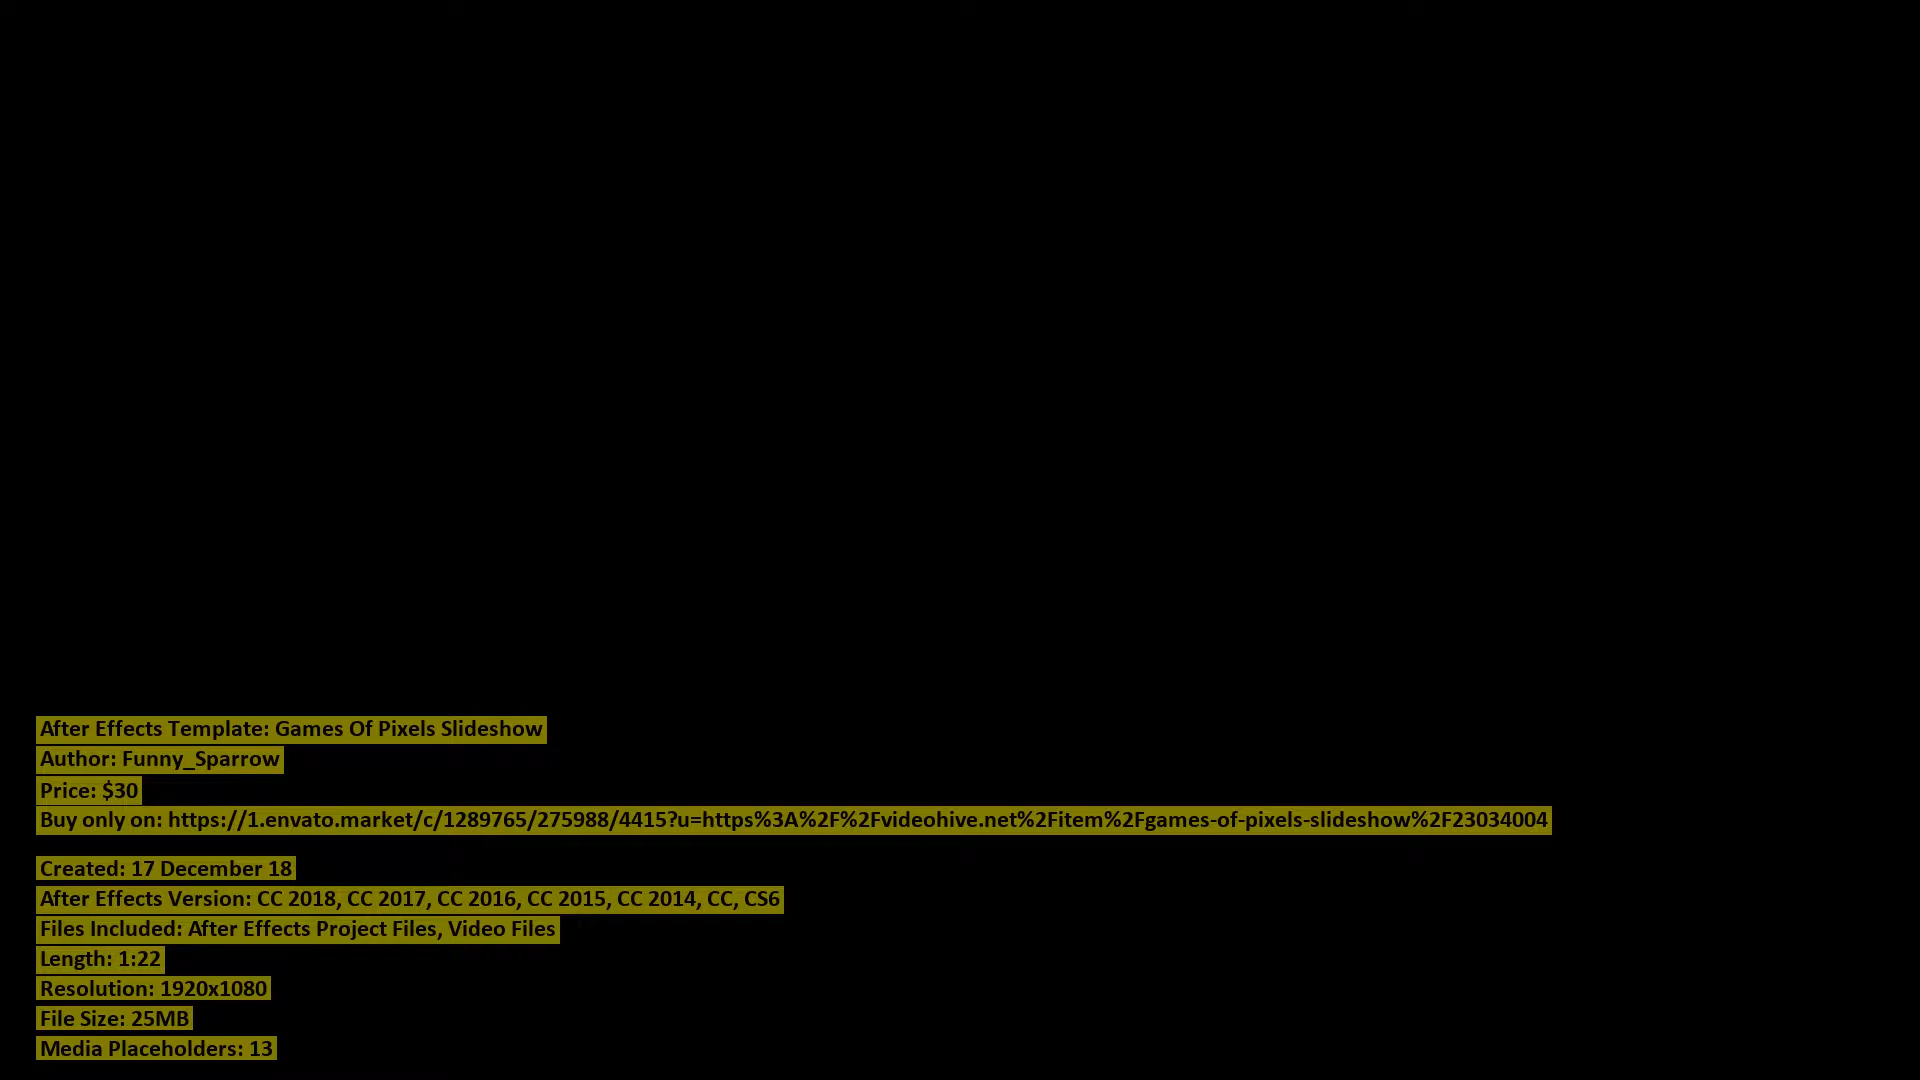 After Effects Template: Games Of Pixels Slideshow
Author: Funny_Sparrow
Price: $30
Buy only on: https://1.envato.market/c/1289765/275988/4415?u=https%3A%2F%2Fvideohive.net%2Fitem%2Fgames-of-pixels-slideshow%2F23034004
Created: 17 December 18
After Effects Version: CC 2018, CC 2017, CC 2016, CC 2015, CC 2014, CC, CS6
Files Included: After Effects Project Files, Video Files
Length: 1:22
Resolution: 1920x1080
File Size: 25MB
Media Placeholders: 13